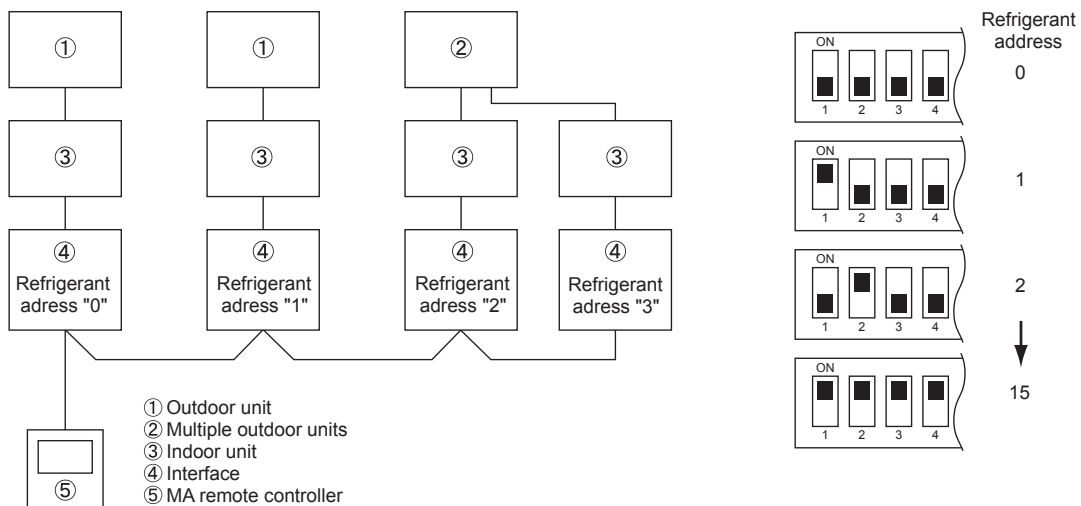 ① ① ②
③ ③ ③ ③
④ ④ ④ ④
Refrigerant
adress "0"
Refrigerant
adress "1"
Refrigerant
adress "2"
Refrigerant
adress "3"
⑤
① Outdoor unit
② Multiple outdoor units
③ Indoor unit
④ Interface
⑤ MA remote controller
Refrigerant
address
ON
1 2 3 4
0
ON
1 2 3 4
1
ON
1 2 3 4
2
ON
1 2 3 4
15